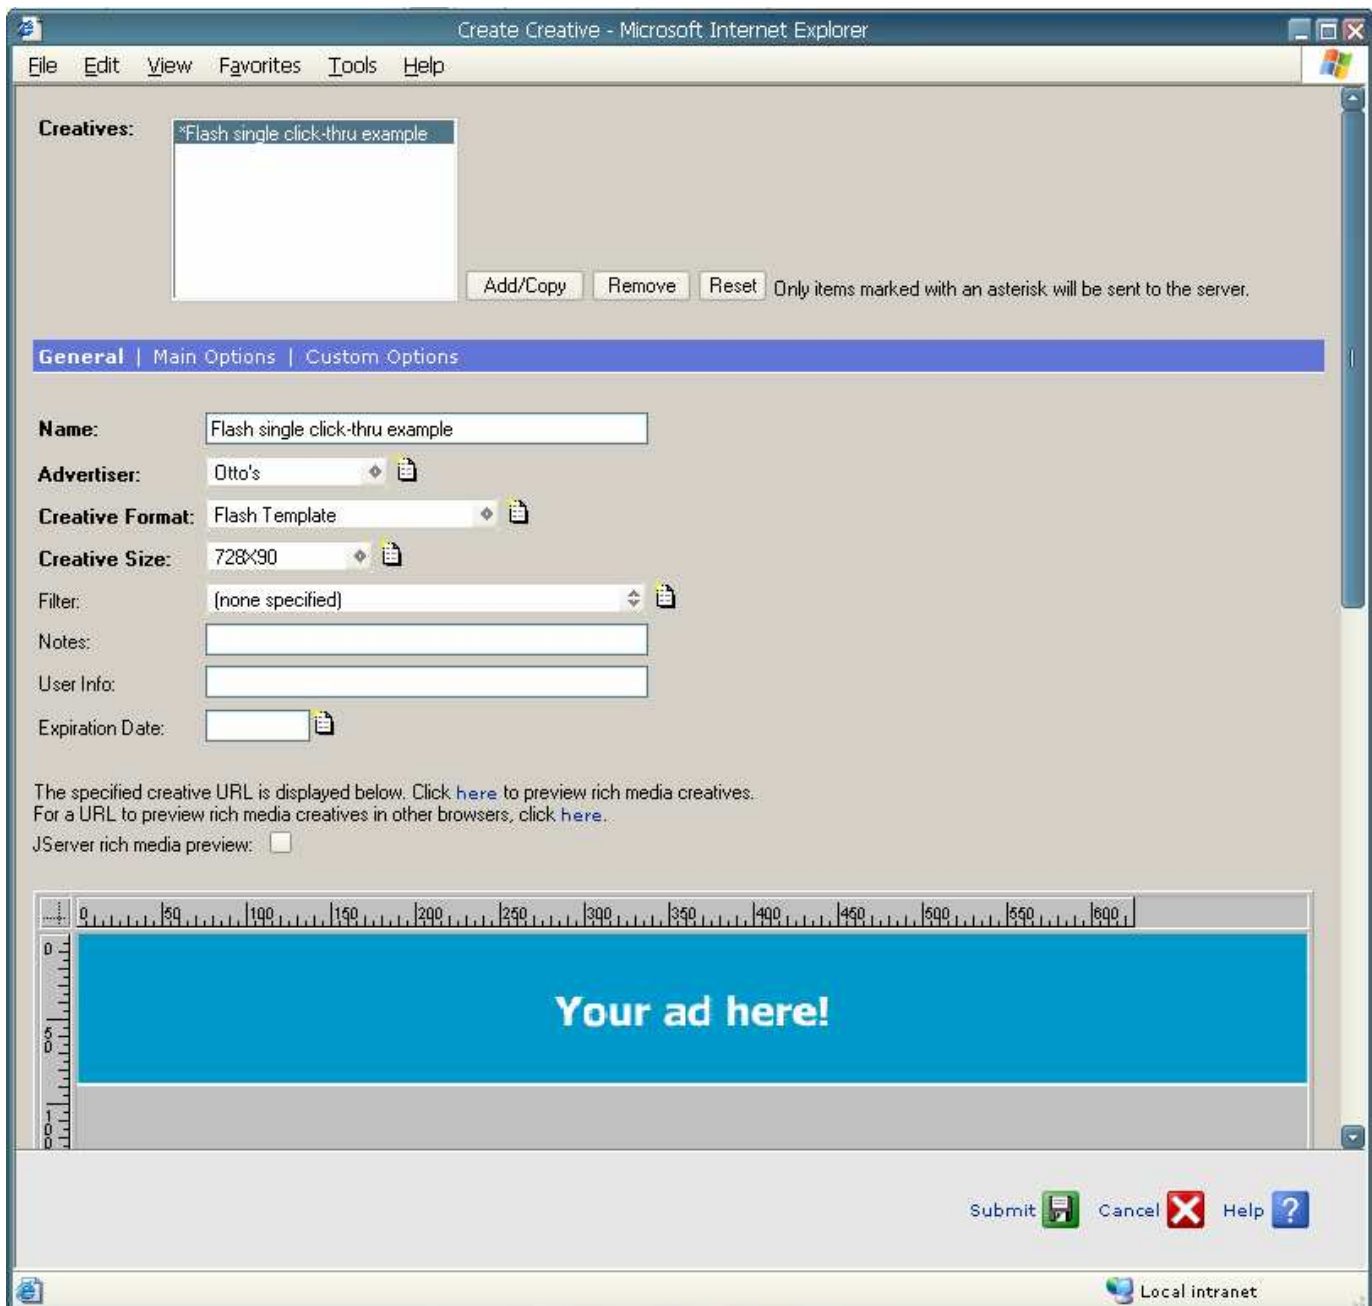 Create Creative - Microsoft Internet Explorer
File Edit View Favorites Tools Help
Creatives: *Flash single click-thru example
Add/Copy Remove Reset Only items marked with an asterisk will be sent to the server.
General | Main Options | Custom Options
Name: Flash single click-thru example
Advertiser: Otto's
Creative Format: Flash Template
Creative Size: 728X90
Filter: (none specified)
Notes:
User Info:
Expiration Date:
The specified creative URL is displayed below. Click here to preview rich media creatives.
For a URL to preview rich media creatives in other browsers, click here.
JServer rich media preview:
0 50 100 150 200 250 300 350 400 450 500 550 600
0
50
100
Your ad here!
Submit Cancel Help ?
Local intranet